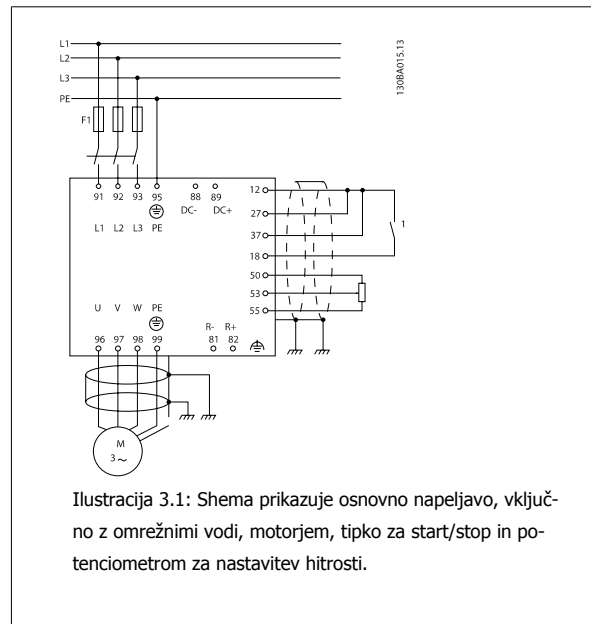 L1
L2
L3
PE
130BA015.13
F1
91 92 93 95 88 89
DC- DC+
L1 L2 L3 PE
12
27
37
18
50
53
55
1
U V W PE
96 97 98 99
R- R+
81 82
M
3~
Ilustracija 3.1: Shema prikazuje osnovno napeljavo, vključ-
no z omrežnimi vodi, motorjem, tipko za start/stop in po-
tenciometrom za nastavitev hitrosti.